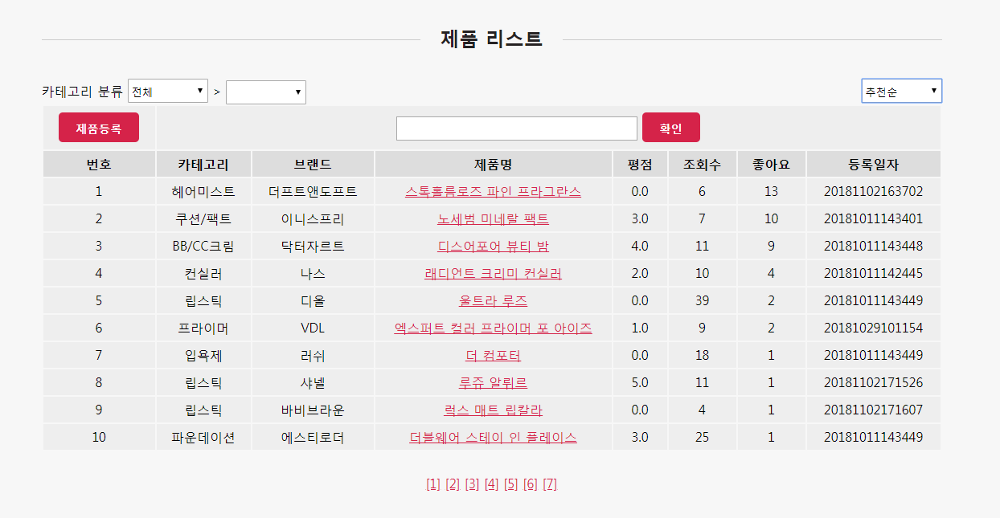 제품 리스트
카테고리 분류 전체 > 추천순
제품등록 확인
번호 카테고리 브랜드 제품명 평점 조회수 좋아요 등록일자
1 헤어미스트 더프트앤도프트 스톡홀름로즈 파인 프라그란스 0.0 6 13 20181102163702
2 쿠션/팩트 이니스프리 노세범 미네랄 팩트 3.0 7 10 20181011143401
3 BB/CC크림 닥터자르트 디스어포어 뷰티 밤 4.0 11 9 20181011143448
4 컨실러 나스 래디언트 크리미 컨실러 2.0 10 4 20181011142445
5 립스틱 디올 울트라 루즈 0.0 39 2 20181011143449
6 프라이머 VDL 엑스퍼트 컬러 프라이머 포 아이즈 1.0 9 2 20181029101154
7 입욕제 러쉬 더 컴포터 0.0 18 1 20181011143449
8 립스틱 샤넬 루쥬 알뤼르 5.0 11 1 20181102171526
9 립스틱 바비브라운 럭스 매트 립칼라 0.0 4 1 20181102171607
10 파운데이션 에스티로더 더블웨어 스테이 인 플레이스 3.0 25 1 20181011143449
[1] [2] [3] [4] [5] [6] [7]